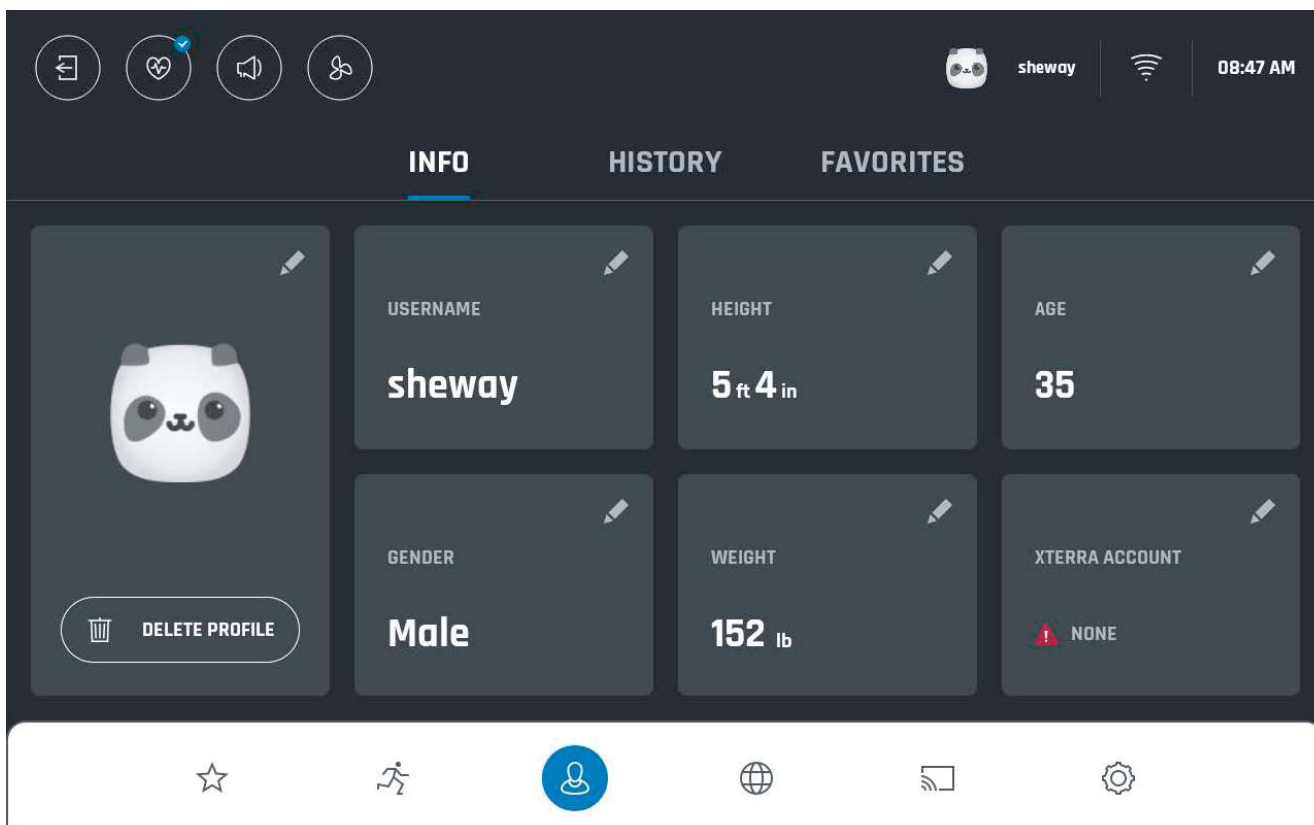 sheway
08:47 AM
INFO
HISTORY
FAVORITES
USERNAME
sheway
HEIGHT
5 ft 4 in
AGE
35
DELETE PROFILE
GENDER
Male
WEIGHT
152 lb
XTERRA ACCOUNT
NONE